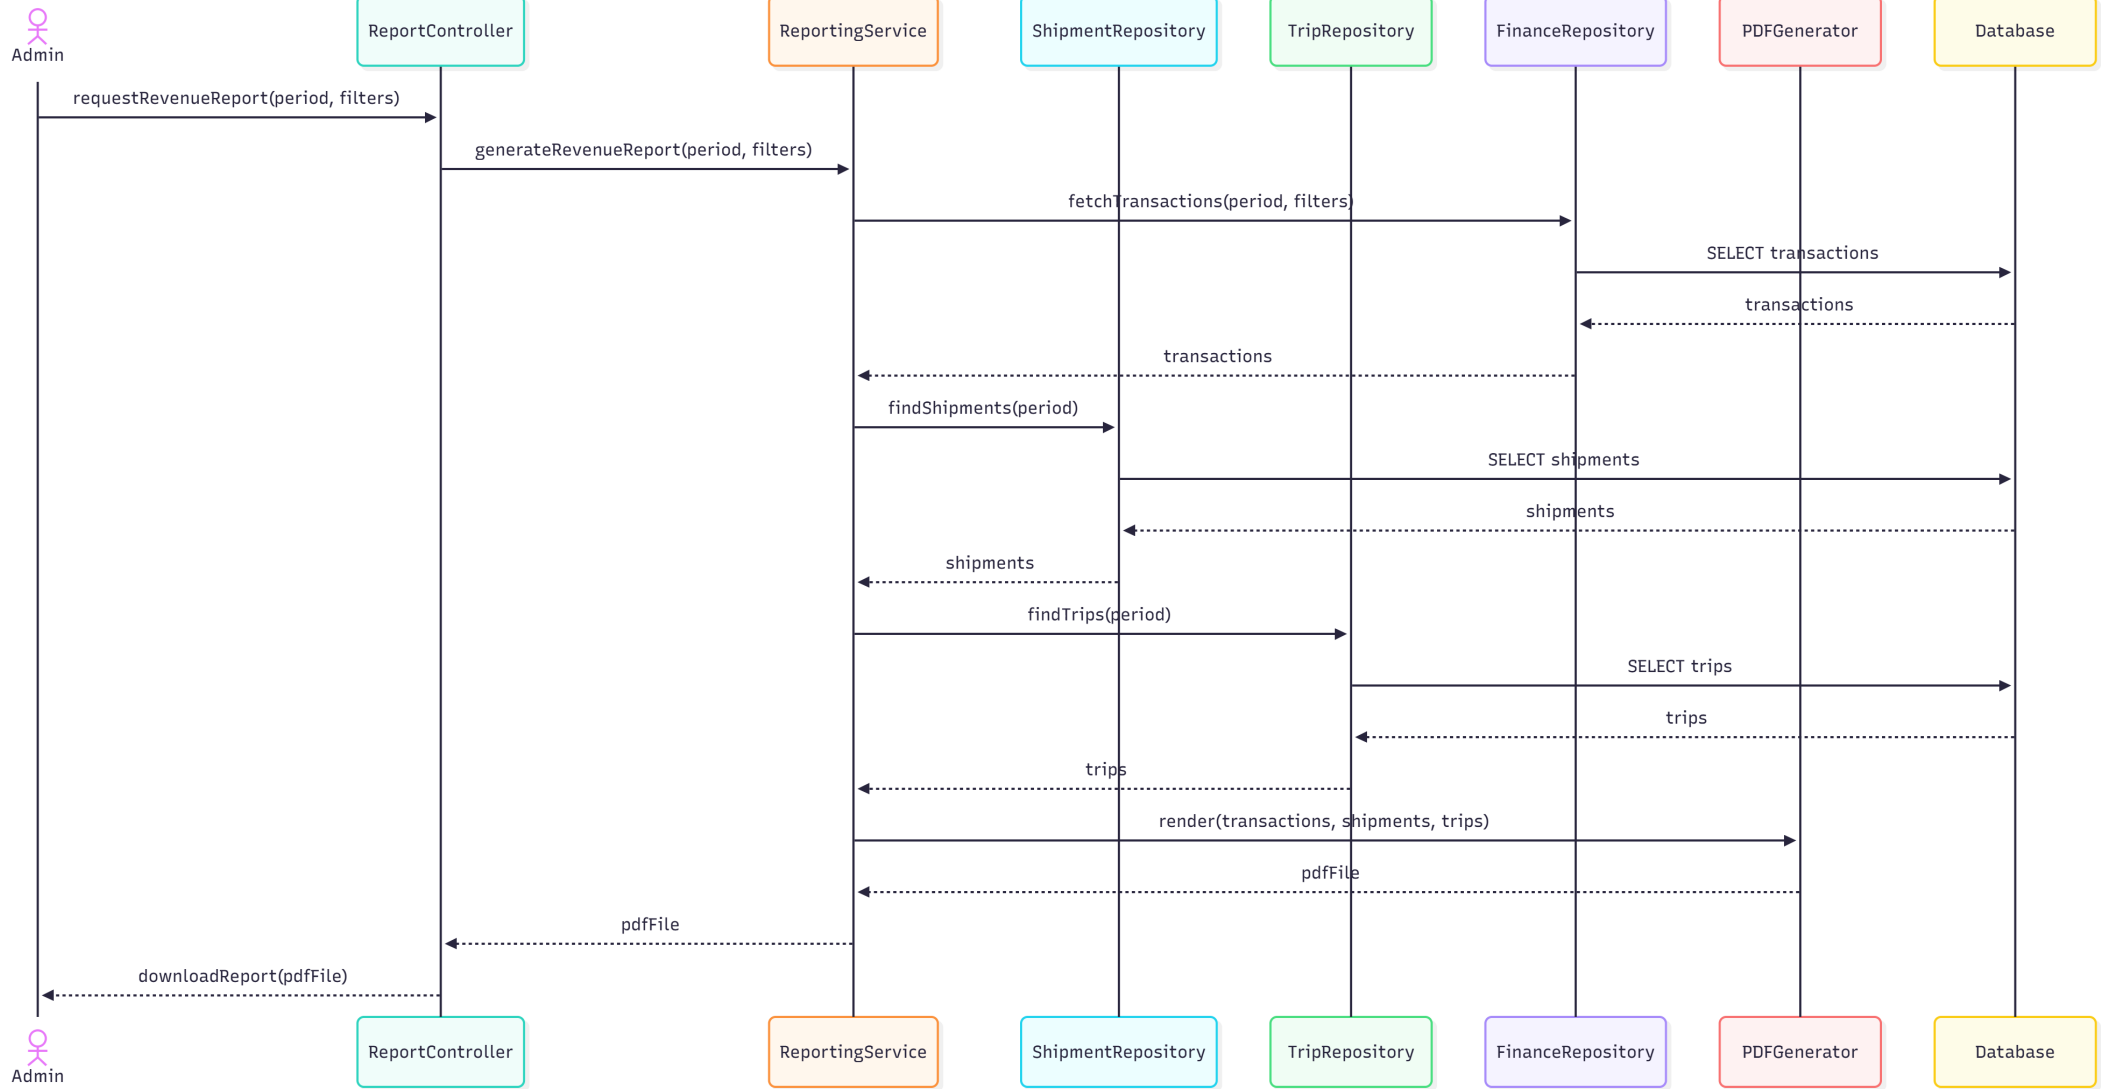 Admin
ReportController
ReportingService
ShipmentRepository
TripRepository
FinanceRepository
PDFGenerator
Database
requestRevenueReport(period, filters)
generateRevenueReport(period, filters)
fetchTransactions(period, filters)
SELECT transactions
transactions
transactions
findShipments(period)
SELECT shipments
shipments
shipments
findTrips(period)
SELECT trips
trips
trips
render(transactions, shipments, trips)
pdfFile
pdfFile
downloadReport(pdfFile)
Admin
ReportController
ReportingService
ShipmentRepository
TripRepository
FinanceRepository
PDFGenerator
Database